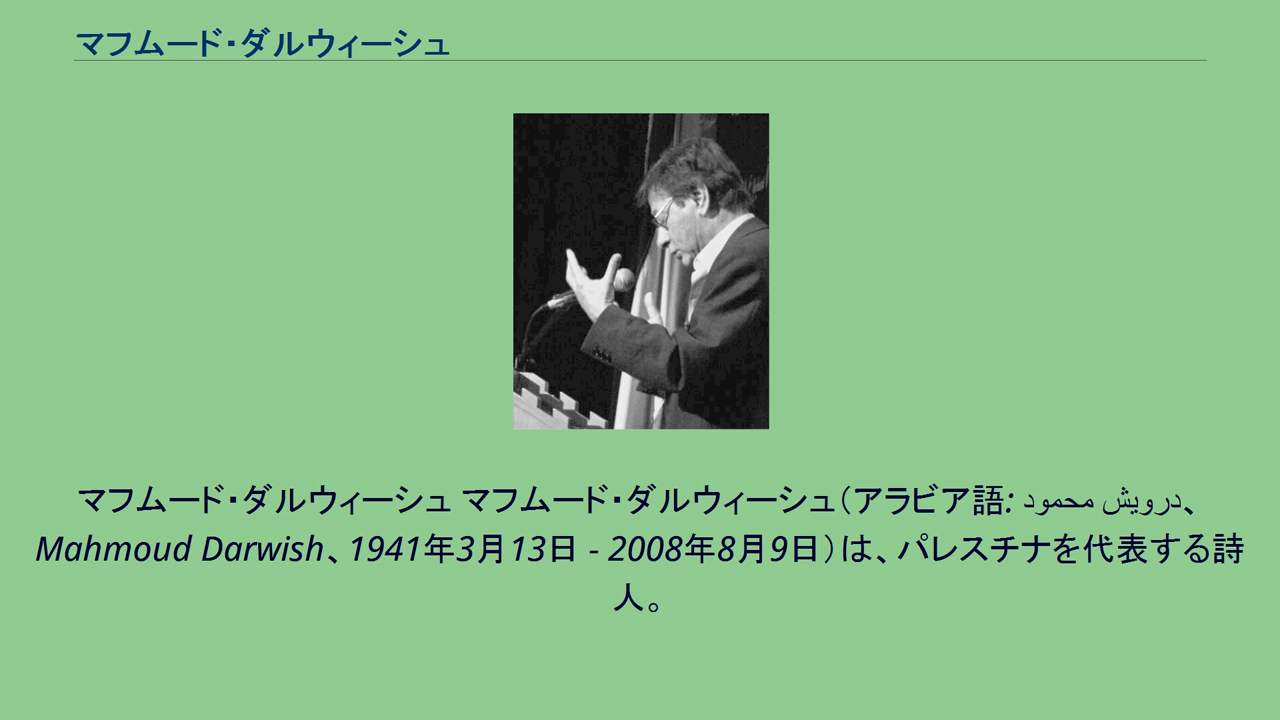 マフムード・ダルウィーシュ
マフムード・ダルウィーシュ マフムード・ダルウィーシュ（アラビア語: درويش محمود、
Mahmoud Darwish、1941年3月13日 - 2008年8月9日）は、パレスチナを代表する詩
人。